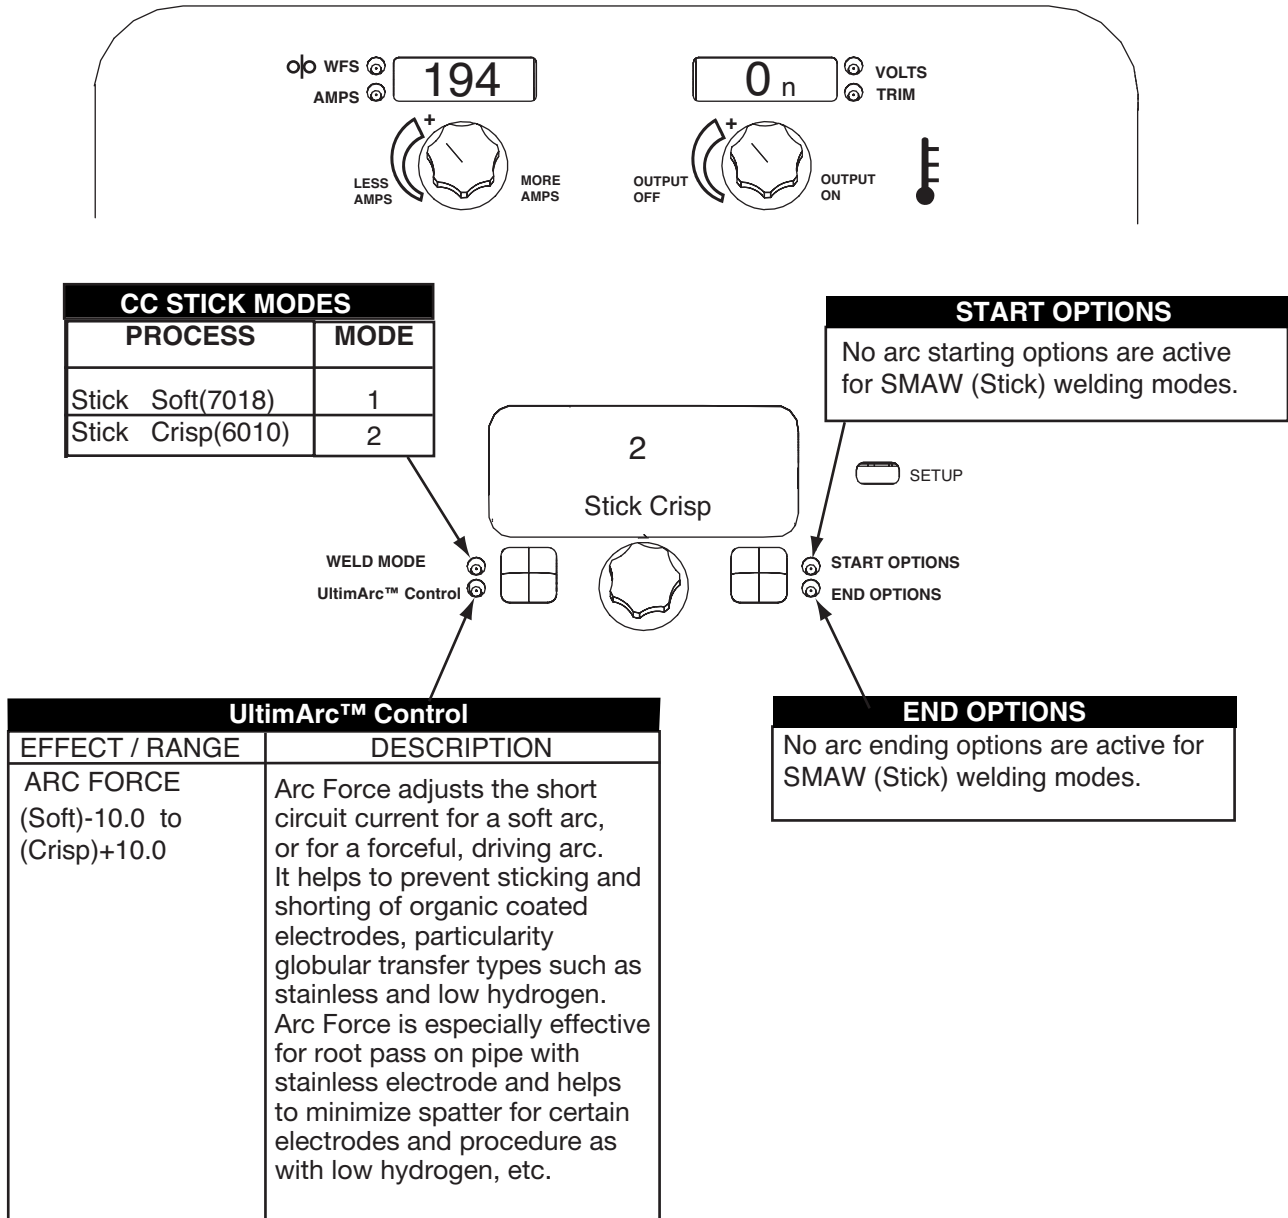 WFS
194
0 n
VOLTS
AMPS
TRIM
+
+
LESS
AMPS
MORE
AMPS
OUTPUT
OFF
OUTPUT
ON
CC STICK MODES
PROCESS MODE
Stick Soft(7018) 1
Stick Crisp(6010) 2
START OPTIONS
No arc starting options are active
for SMAW (Stick) welding modes.
2
Stick Crisp
SETUP
WELD MODE
UltimArc™ Control
START OPTIONS
END OPTIONS
UltimArc™ Control
EFFECT / RANGE DESCRIPTION
ARC FORCE
(Soft)-10.0 to
(Crisp)+10.0
Arc Force adjusts the short
circuit current for a soft arc,
or for a forceful, driving arc.
It helps to prevent sticking and
shorting of organic coated
electrodes, particularity
globular transfer types such as
stainless and low hydrogen.
Arc Force is especially effective
for root pass on pipe with
stainless electrode and helps
to minimize spatter for certain
electrodes and procedure as
with low hydrogen, etc.
END OPTIONS
No arc ending options are active for
SMAW (Stick) welding modes.